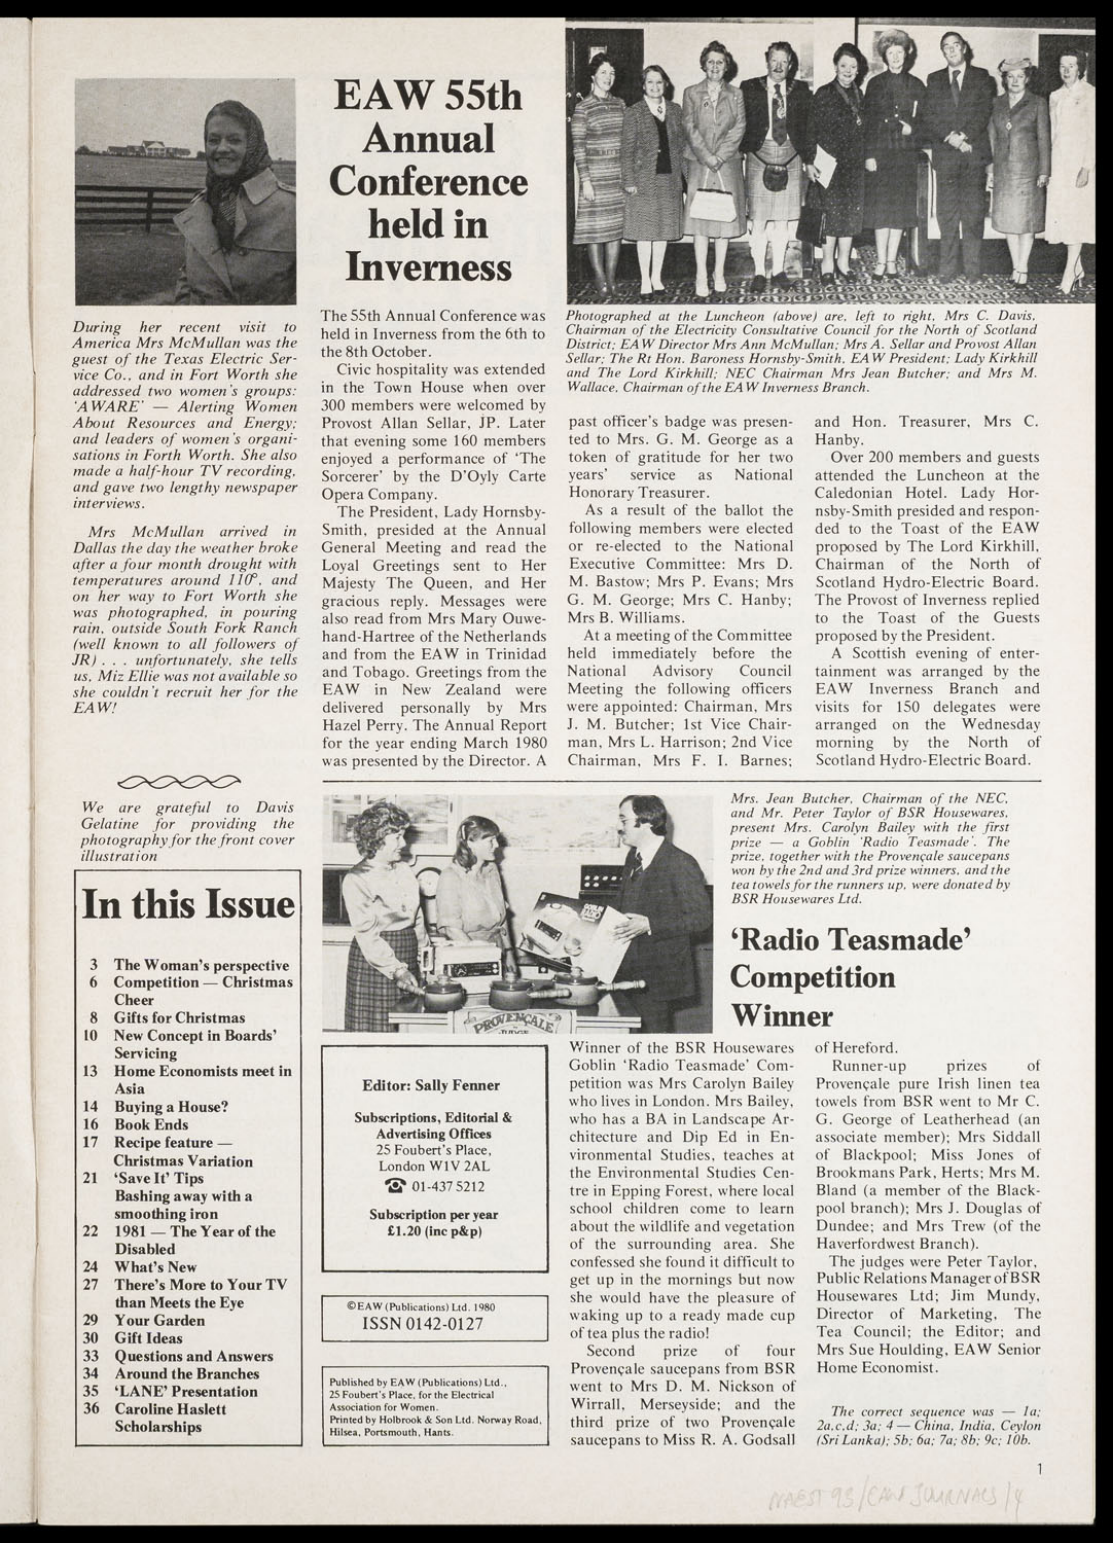 During her recent visit to
America Mrs McMullan was the
guest of the Texas Electric Ser-
vice Co., and in Fort Worth she
addressed two women's groups:
'AWARE' — Alerting Women
About Resources and Energy;
and leaders of women's organi-
sations in Forth Worth. She also
made a half-hour TV recording,
and gave two lengthy newspaper
interviews.
Mrs McMullan arrived in
Dallas the day the weather broke
after a four month drought with
temperatures around 110°, and
on her way to Fort Worth she
was photographed, in pouring
rain, outside South Fork Ranch
(well known to all followers of
JR) . . . unfortunately, she tells
us, Miz Ellie was not available so
she couldn't recruit her for the
EAW!
We are grateful to Davis
Gelatine for providing the
photography for the front cover
illustration
In this Issue
3 The Woman's perspective
6 Competition — Christmas
Cheer
8 Gifts for Christmas
10 New Concept in Boards'
Servicing
13 Home Economists meet in
Asia
14 Buying a House?
16 Book Ends
17 Recipe feature —
Christmas Variation
21 'Save It' Tips
Bashing away with a
smoothing iron
22 1981 — The Year of the
Disabled
24 What's New
27 There's More to Your TV
than Meets the Eye
29 Your Garden
30 Gift Ideas
33 Questions and Answers
34 Around the Branches
35 'LANE' Presentation
36 Caroline Haslett
Scholarships
EAW 55th
Annual
Conference
held in
Inverness
The 55th Annual Conference was
held in Inverness from the 6th to
the 8th October.
Civic hospitality was extended
in the Town House when over
300 members were welcomed by
Provost Allan Sellar, JP. Later
that evening some 160 members
enjoyed a performance of 'The
Sorcerer' by the D'Oyly Carte
Opera Company.
The President, Lady Hornsby-
Smith, presided at the Annual
General Meeting and read the
Loyal Greetings sent to Her
Majesty The Queen, and Her
gracious reply. Messages were
also read from Mrs Mary Ouwe-
hand-Hartree of the Netherlands
and from the EAW in Trinidad
and Tobago. Greetings from the
EAW in New Zealand were
delivered personally by Mrs
Hazel Perry. The Annual Report
for the year ending March 1980
was presented by the Director. A
Photographed at the Luncheon (above) are, left to right, Mrs C. Davis,
Chairman of the Electricity Consultative Council for the North of Scotland
District; EAW Director Mrs Ann McMullan; Mrs A. Sellar and Provost Allan
Sellar; The Rt Hon. Baroness Hornsby-Smith, EAW President; Lady Kirkhill
and The Lord Kirkhill; NEC Chairman Mrs Jean Butcher; and Mrs M.
Wallace, Chairman of the EAW Inverness Branch.
past officer's badge was presen-
ted to Mrs. G. M. George as a
token of gratitude for her two
years' service as National
Honorary Treasurer.
As a result of the ballot the
following members were elected
or re-elected to the National
Executive Committee: Mrs D.
M. Bastow; Mrs P. Evans; Mrs
G. M. George; Mrs C. Hanby;
Mrs B. Williams.
At a meeting of the Committee
held immediately before the
National Advisory Council
Meeting the following officers
were appointed: Chairman, Mrs
J. M. Butcher; 1st Vice Chair-
man, Mrs L. Harrison; 2nd Vice
Chairman, Mrs F. I. Barnes;
and Hon. Treasurer, Mrs C.
Hanby.
Over 200 members and guests
attended the Luncheon at the
Caledonian Hotel. Lady Hor-
nsby-Smith presided and respon-
ded to the Toast of the EAW
proposed by The Lord Kirkhill,
Chairman of the North of
Scotland Hydro-Electric Board.
The Provost of Inverness replied
to the Toast of the Guests
proposed by the President.
A Scottish evening of enter-
tainment was arranged by the
EAW Inverness Branch and
visits for 150 delegates were
arranged on the Wednesday
morning by the North of
Scotland Hydro-Electric Board.
PROVENÇALE
JUDGE
Mrs. Jean Butcher, Chairman of the NEC,
and Mr. Peter Taylor of BSR Housewares,
present Mrs. Carolyn Bailey with the first
prize — a Goblin 'Radio Teasmade'. The
prize, together with the Provençale saucepans
won by the 2nd and 3rd prize winners, and the
tea towels for the runners up, were donated by
BSR Housewares Ltd.
'Radio Teasmade'
Competition
Winner
Editor: Sally Fenner
Subscriptions, Editorial &
Advertising Offices
25 Foubert's Place,
London W1V 2AL
☎ 01-437 5212
Subscription per year
£1.20 (inc p&p)
© EAW (Publications) Ltd. 1980
ISSN 0142-0127
Published by EAW (Publications) Ltd.,
25 Foubert's Place, for the Electrical
Association for Women.
Printed by Holbrook & Son Ltd. Norway Road,
Hilsea, Portsmouth, Hants.
Winner of the BSR Housewares
Goblin 'Radio Teasmade' Com-
petition was Mrs Carolyn Bailey
who lives in London. Mrs Bailey,
who has a BA in Landscape Ar-
chitecture and Dip Ed in En-
vironmental Studies, teaches at
the Environmental Studies Cen-
tre in Epping Forest, where local
school children come to learn
about the wildlife and vegetation
of the surrounding area. She
confessed she found it difficult to
get up in the mornings but now
she would have the pleasure of
waking up to a ready made cup
of tea plus the radio!
Second prize of four
Provençale saucepans from BSR
went to Mrs D. M. Nickson of
Wirrall, Merseyside; and the
third prize of two Provençale
saucepans to Miss R. A. Godsall
of Hereford.
Runner-up prizes of
Provençale pure Irish linen tea
towels from BSR went to Mr C.
G. George of Leatherhead (an
associate member); Mrs Siddall
of Blackpool; Miss Jones of
Brookmans Park, Herts; Mrs M.
Bland (a member of the Black-
pool branch); Mrs J. Douglas of
Dundee; and Mrs Trew (of the
Haverfordwest Branch).
The judges were Peter Taylor,
Public Relations Manager of BSR
Housewares Ltd; Jim Mundy,
Director of Marketing, The
Tea Council; the Editor; and
Mrs Sue Houlding, EAW Senior
Home Economist.
The correct sequence was — 1a;
2a,c,d; 3a; 4 — China, India, Ceylon
(Sri Lanka); 5b; 6a; 7a; 8b; 9c; 10b.
1
NAEST 93/EAW JOURNALS/4